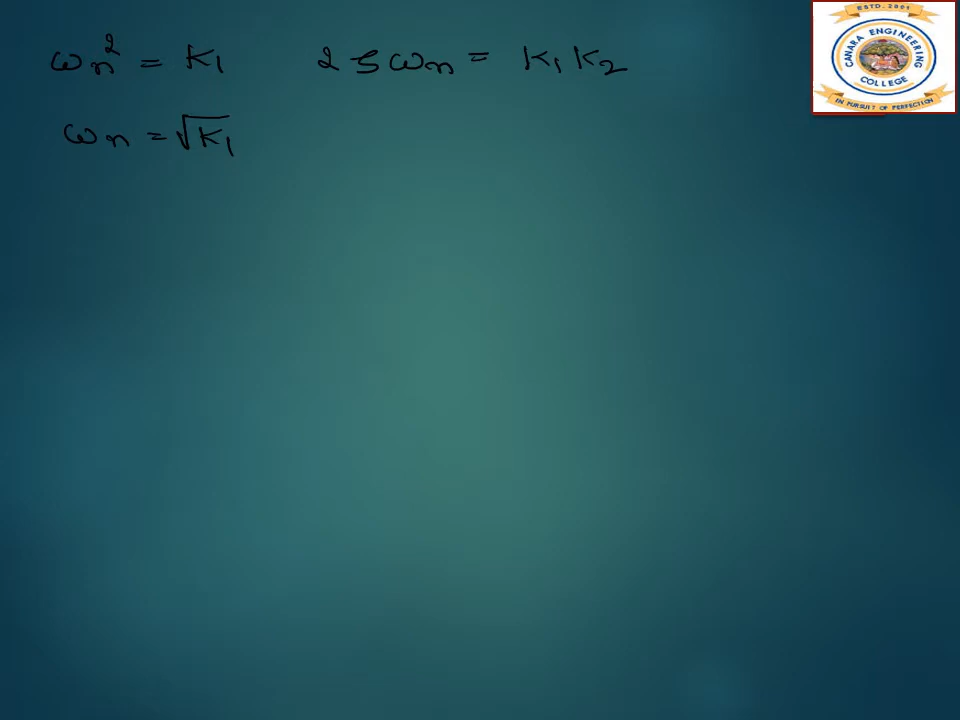 ωn² = K₁ 2ζωn = K₁K₂
ωn = √K₁
ESTD. 2001
CANARA ENGINEERING
COLLEGE
IN PURSUIT OF PERFECTION